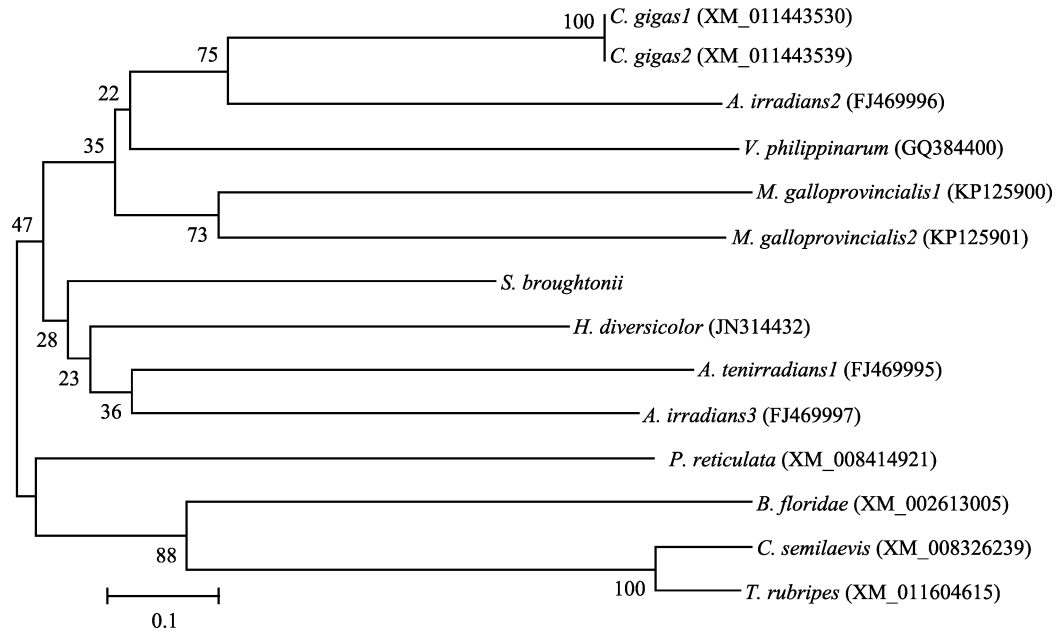 100 C. gigas1 (XM_011443530)
75 C. gigas2 (XM_011443539)
22 A. irradians2 (FJ469996)
35 V. philippinarum (GQ384400)
M. galloprovincialis1 (KP125900)
47 73 M. galloprovincialis2 (KP125901)
S. broughtonii
28 H. diversicolor (JN314432)
23 A. tenirradians1 (FJ469995)
36 A. irradians3 (FJ469997)
P. reticulata (XM_008414921)
B. floridae (XM_002613005)
88 C. semilaevis (XM_008326239)
100 T. rubripes (XM_011604615)
0.1